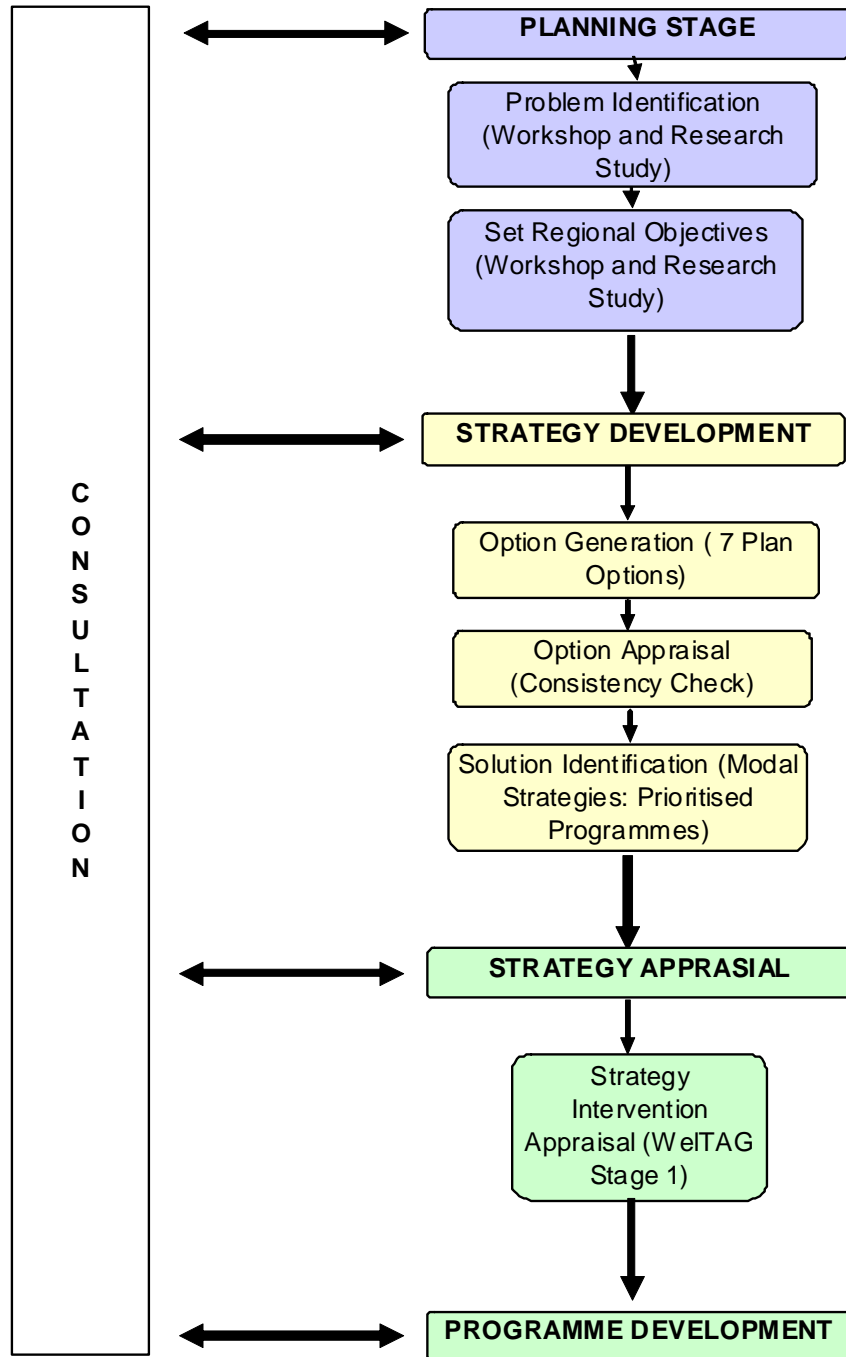 PLANNING STAGE
Problem Identification
(Workshop and Research
Study)
Set Regional Objectives
(Workshop and Research
Study)
STRATEGY DEVELOPMENT
Option Generation ( 7 Plan
Options)
Option Appraisal
(Consistency Check)
Solution Identification (Modal
Strategies: Prioritised
Programmes)
STRATEGY APPRASIAL
Strategy
Intervention
Appraisal (WelTAG
Stage 1)
PROGRAMME DEVELOPMENT
C
O
N
S
U
L
T
A
T
I
O
N